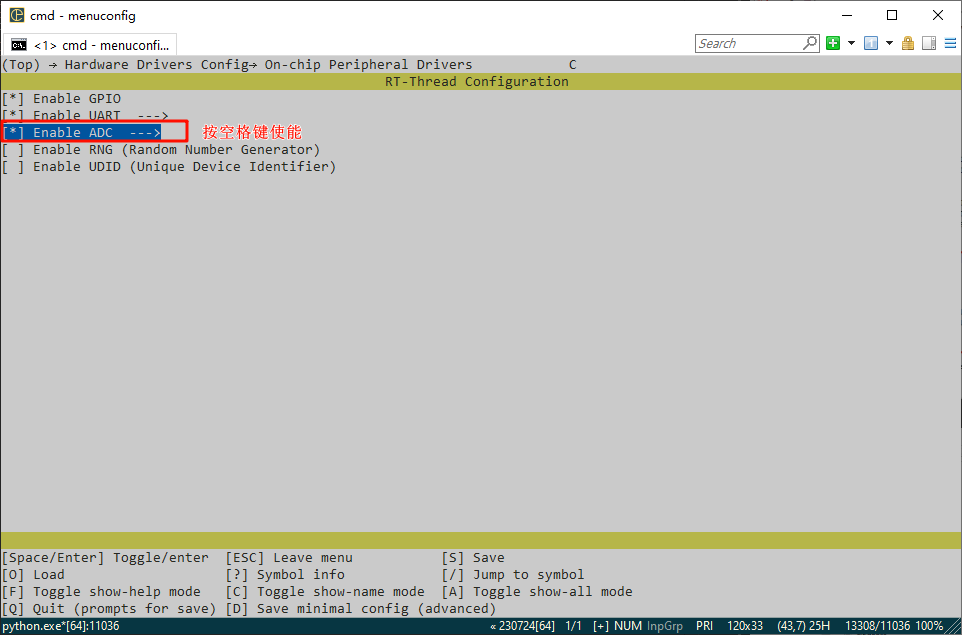 cmd - menuconfig
<1> cmd - menuconfi...
Search
(Top) → Hardware Drivers Config→ On-chip Peripheral Drivers C
RT-Thread Configuration
[*] Enable GPIO
[*] Enable UART --->
[*] Enable ADC ---> 按空格键使能
[ ] Enable RNG (Random Number Generator)
[ ] Enable UDID (Unique Device Identifier)
[Space/Enter] Toggle/enter [ESC] Leave menu [S] Save
[O] Load [?] Symbol info [/] Jump to symbol
[F] Toggle show-help mode [C] Toggle show-name mode [A] Toggle show-all mode
[Q] Quit (prompts for save) [D] Save minimal config (advanced)
python.exe*[64]:11036 « 230724[64] 1/1 [+] NUM InpGrp PRI 120x33 (43,7) 25H 13308/11036 100%